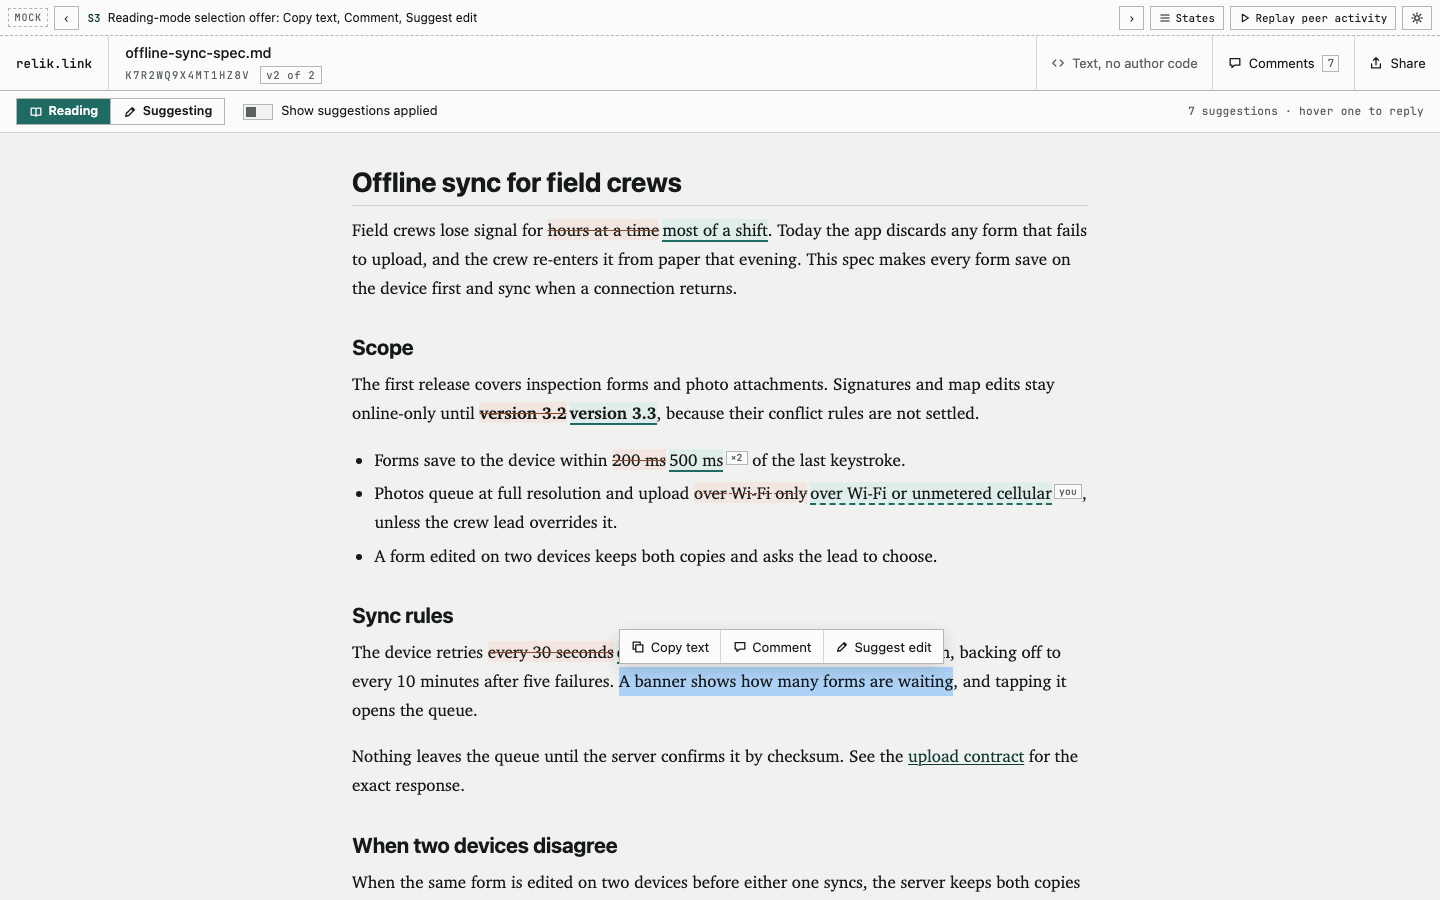 MOCK ‹ S3 Reading-mode selection offer: Copy text, Comment, Suggest edit › States Replay peer activity
relik.link offline-sync-spec.md Text, no author code Comments 7 Share
K7R2WQ9X4MT1HZ8V v2 of 2
Reading Suggesting Show suggestions applied 7 suggestions · hover one to reply
Offline sync for field crews
Field crews lose signal for hours at a time most of a shift. Today the app discards any form that fails
to upload, and the crew re-enters it from paper that evening. This spec makes every form save on
the device first and sync when a connection returns.
Scope
The first release covers inspection forms and photo attachments. Signatures and map edits stay
online-only until version 3.2 version 3.3, because their conflict rules are not settled.
• Forms save to the device within 200 ms 500 ms ×2 of the last keystroke.
• Photos queue at full resolution and upload over Wi-Fi only over Wi-Fi or unmetered cellular you,
unless the crew lead overrides it.
• A form edited on two devices keeps both copies and asks the lead to choose.
Sync rules
Copy text Comment Suggest edit
The device retries every 30 seconds , backing off to
every 10 minutes after five failures. A banner shows how many forms are waiting, and tapping it
opens the queue.
Nothing leaves the queue until the server confirms it by checksum. See the upload contract for the
exact response.
When two devices disagree
When the same form is edited on two devices before either one syncs, the server keeps both copies